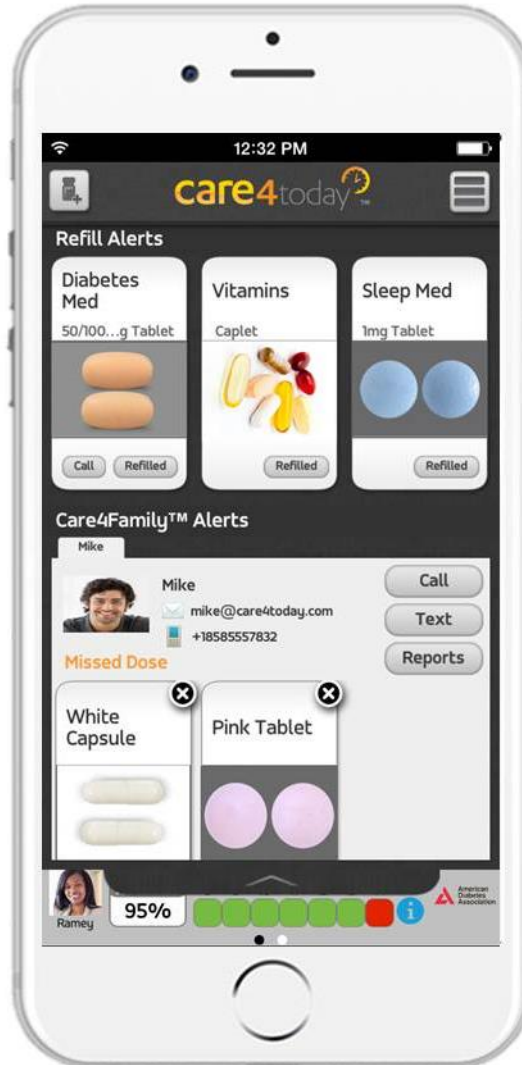 12:32 PM
care4today™
Refill Alerts
Diabetes
Med
50/100...g Tablet
Call
Refilled
Vitamins
Caplet
Refilled
Sleep Med
1mg Tablet
Refilled
Care4Family™ Alerts
Mike
Mike
mike@care4today.com
+18585557832
Call
Text
Reports
Missed Dose
White
Capsule
Pink Tablet
Ramey
95%
i
American
Diabetes
Association